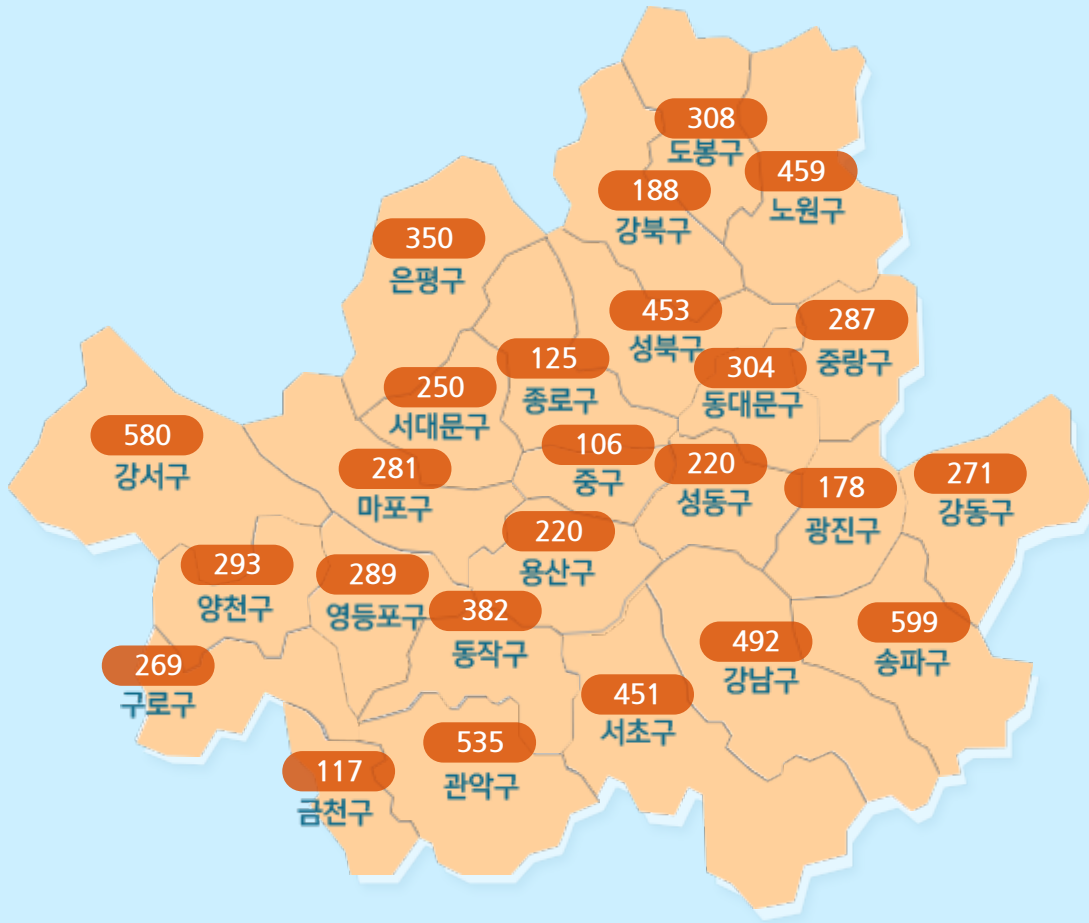 308
도봉구
459
노원구
188
강북구
350
은평구
453
성북구
287
중랑구
125
종로구
304
동대문구
250
서대문구
580
강서구
106
중구
281
마포구
220
성동구
178
광진구
271
강동구
220
용산구
293
양천구
289
영등포구
382
동작구
599
송파구
492
강남구
269
구로구
451
서초구
535
관악구
117
금천구